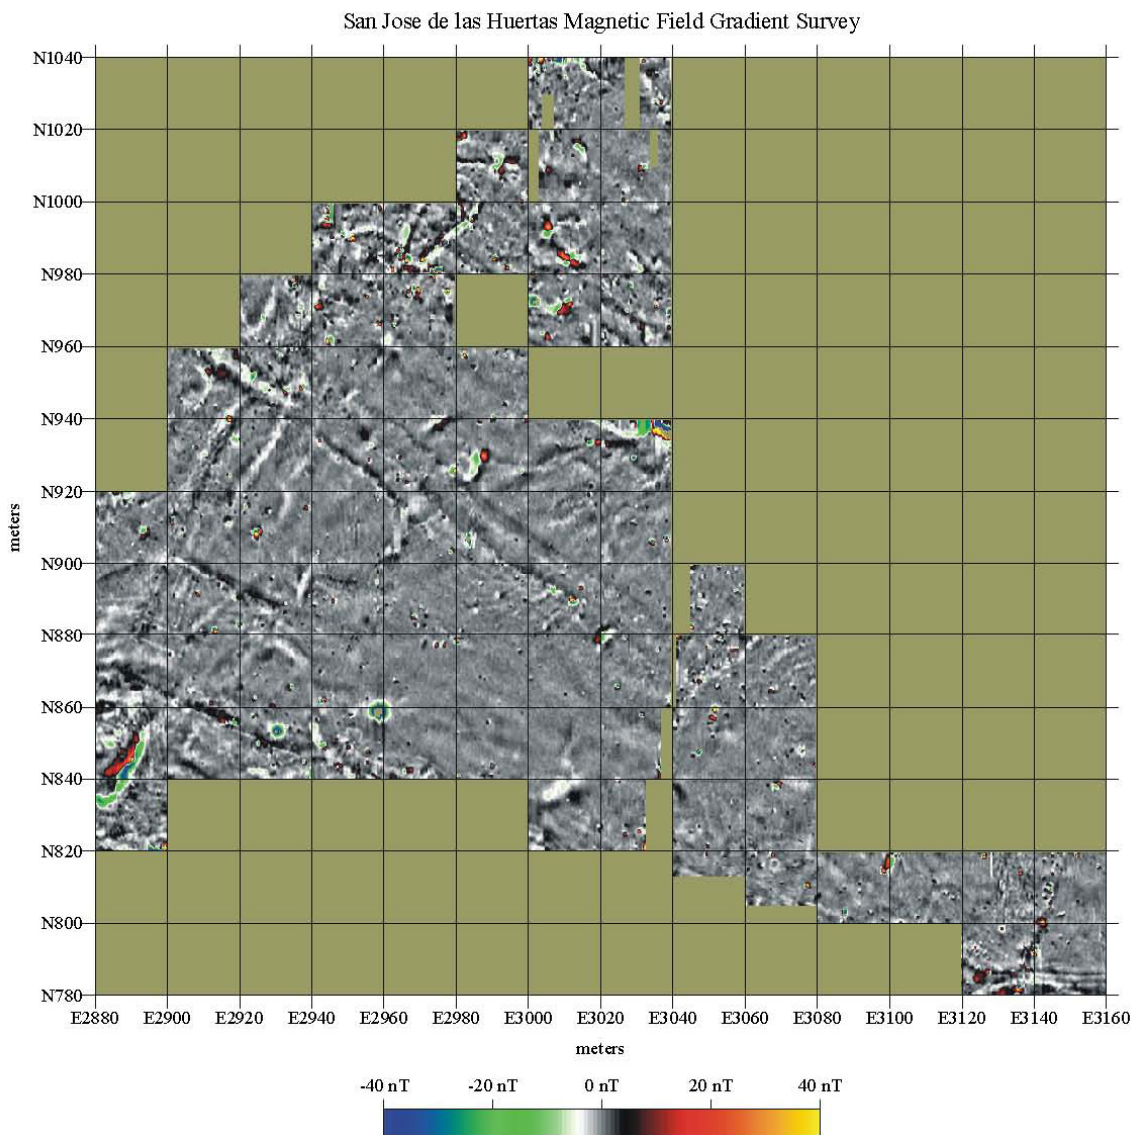 San Jose de las Huertas Magnetic Field Gradient Survey
N1040
N1020
N1000
N980
N960
N940
N920
N900
N880
N860
N840
N820
N800
N780
meters
E2880 E2900 E2920 E2940 E2960 E2980 E3000 E3020 E3040 E3060 E3080 E3100 E3120 E3140 E3160
meters
-40 nT -20 nT 0 nT 20 nT 40 nT